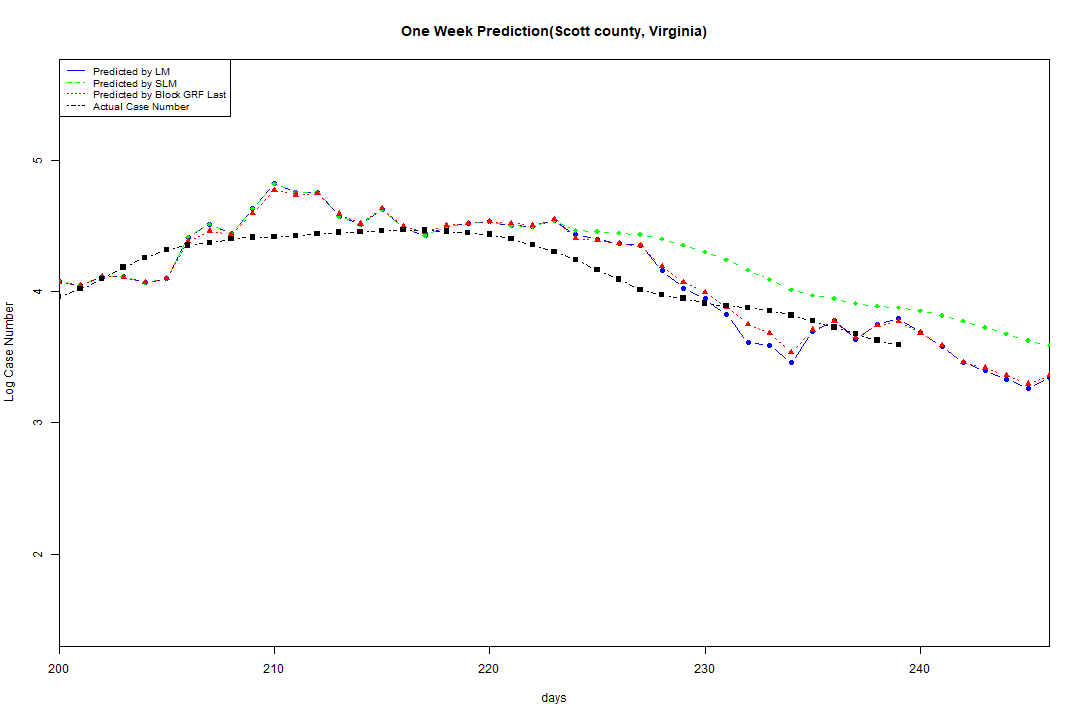 One Week Prediction(Scott county, Virginia)
Predicted by LM
Predicted by SLM
Predicted by Block GRF Last
Actual Case Number
5
4
3
2
Log Case Number
200 210 220 230 240
days